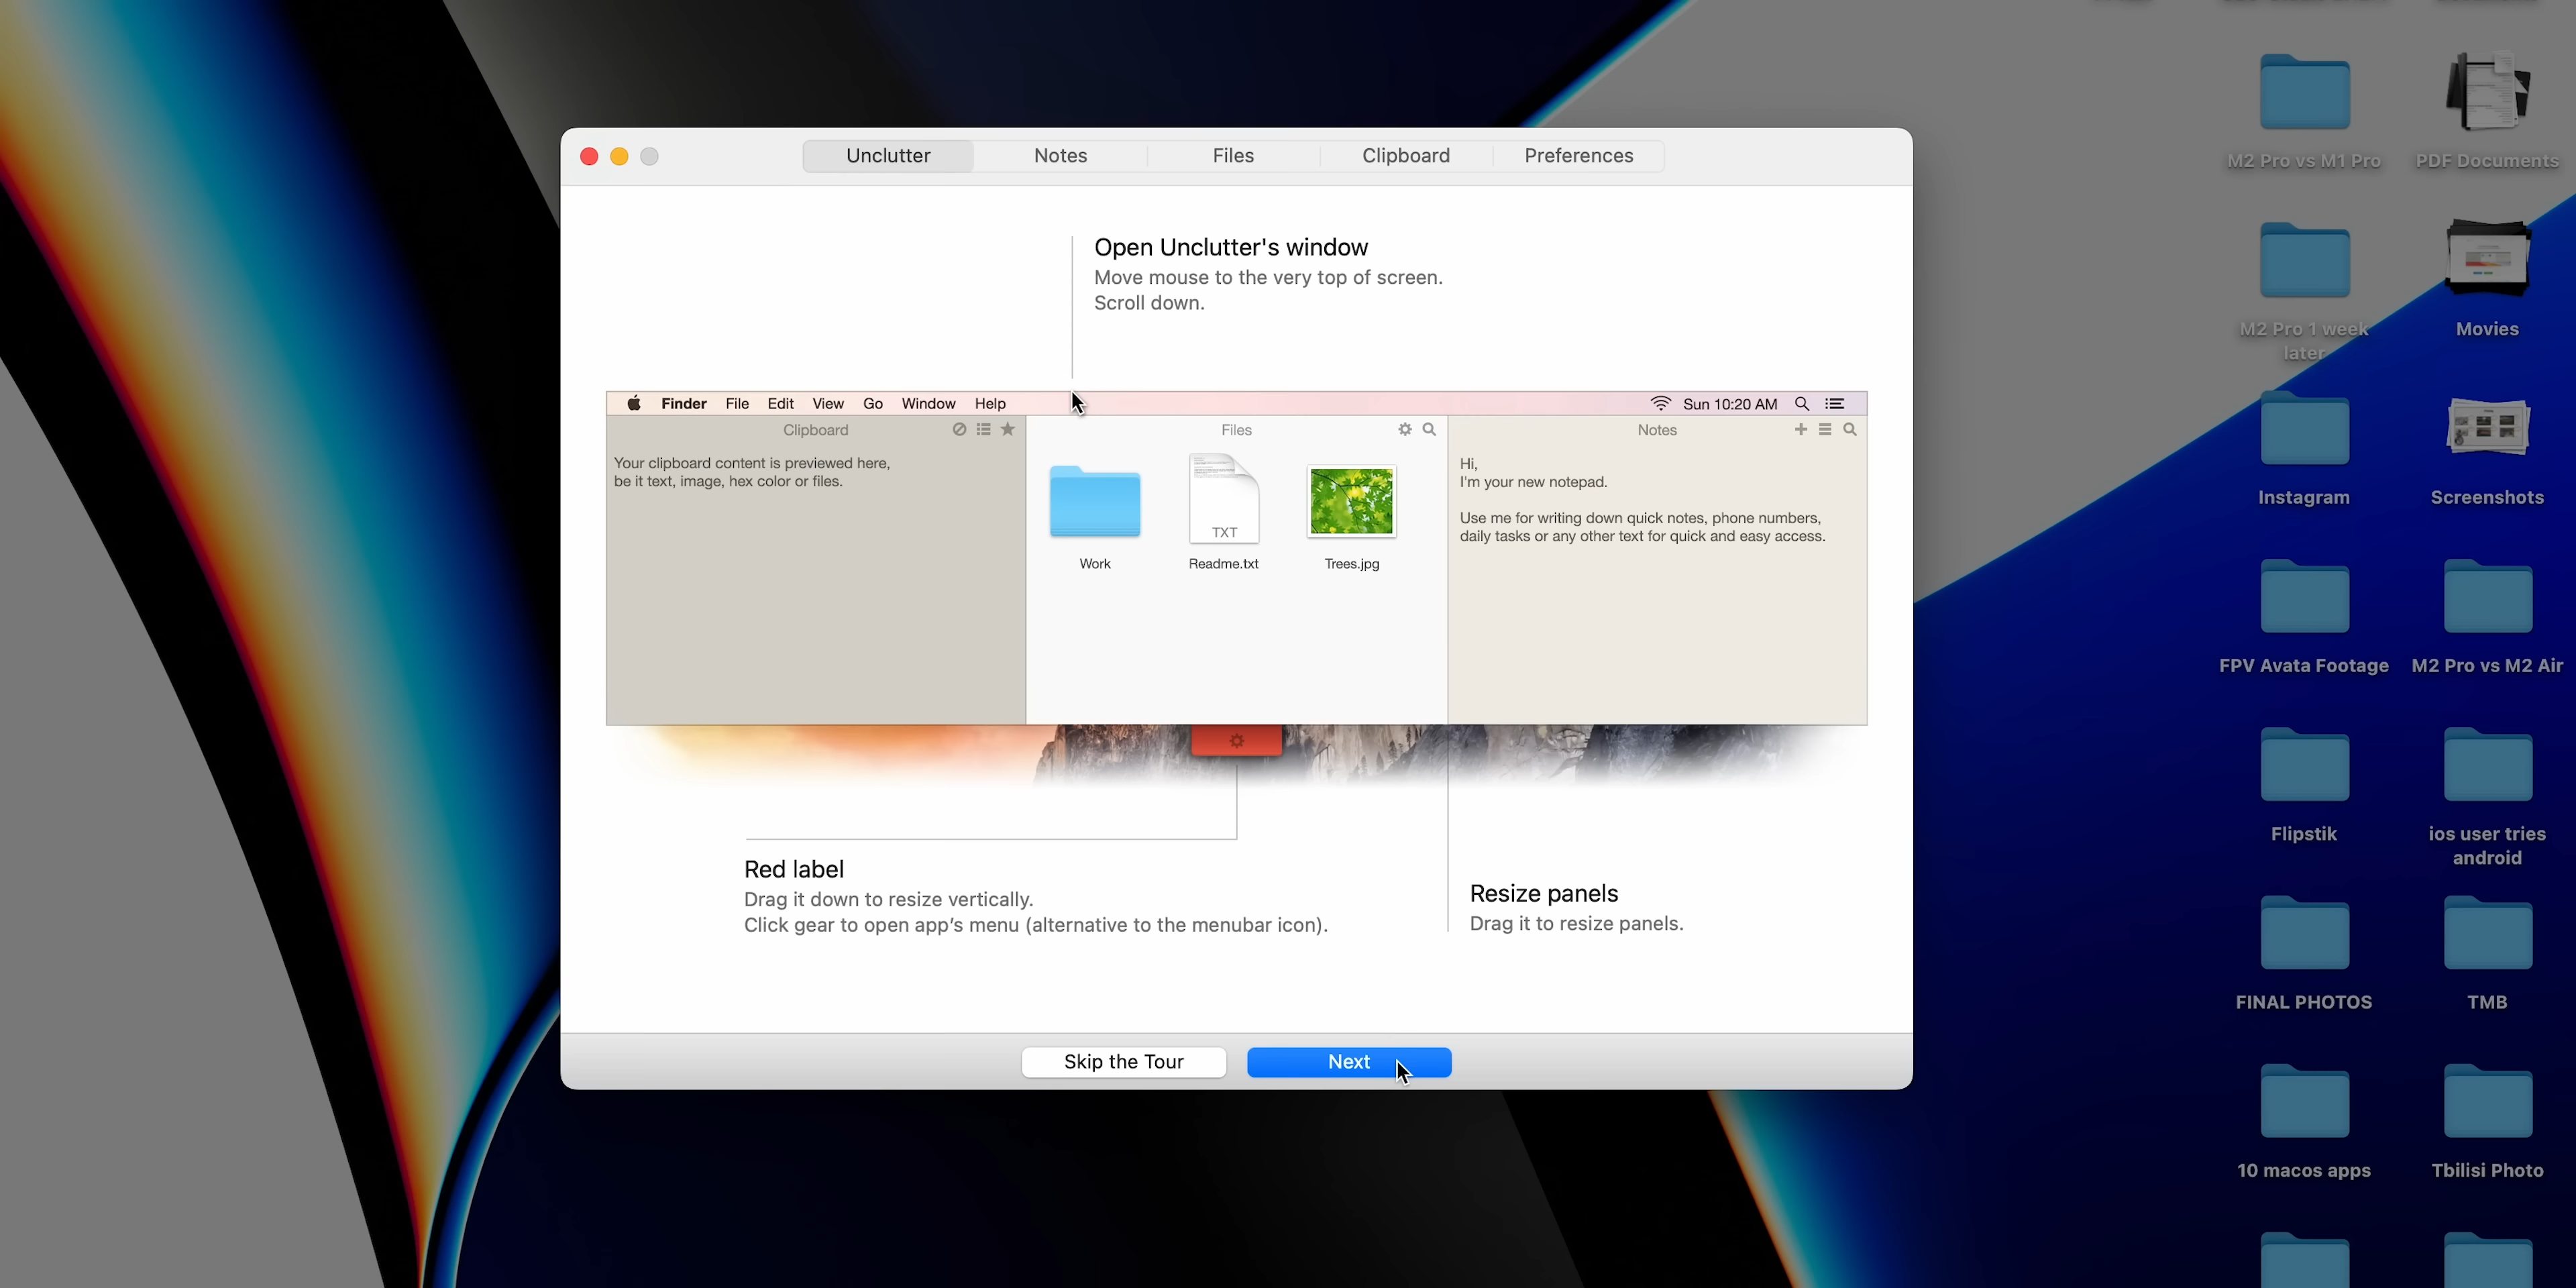 Unclutter
Notes
Files
Clipboard
Preferences
Open Unclutter's window
Move mouse to the very top of screen.
Scroll down.
Finder File Edit View Go Window Help
Sun 10:20 AM
Clipboard
Your clipboard content is previewed here,
be it text, image, hex color or files.
Files
TXT
Work
Readme.txt
Trees.jpg
Notes
Hi,
I'm your new notepad.
Use me for writing down quick notes, phone numbers,
daily tasks or any other text for quick and easy access.
Red label
Drag it down to resize vertically.
Click gear to open app's menu (alternative to the menubar icon).
Resize panels
Drag it to resize panels.
Skip the Tour
Next
M2 Pro vs M1 Pro
PDF Documents
M2 Pro 1 week
later
Movies
Instagram
Screenshots
FPV Avata Footage
M2 Pro vs M2 Air
Flipstik
ios user tries
android
FINAL PHOTOS
TMB
10 macos apps
Tbilisi Photo